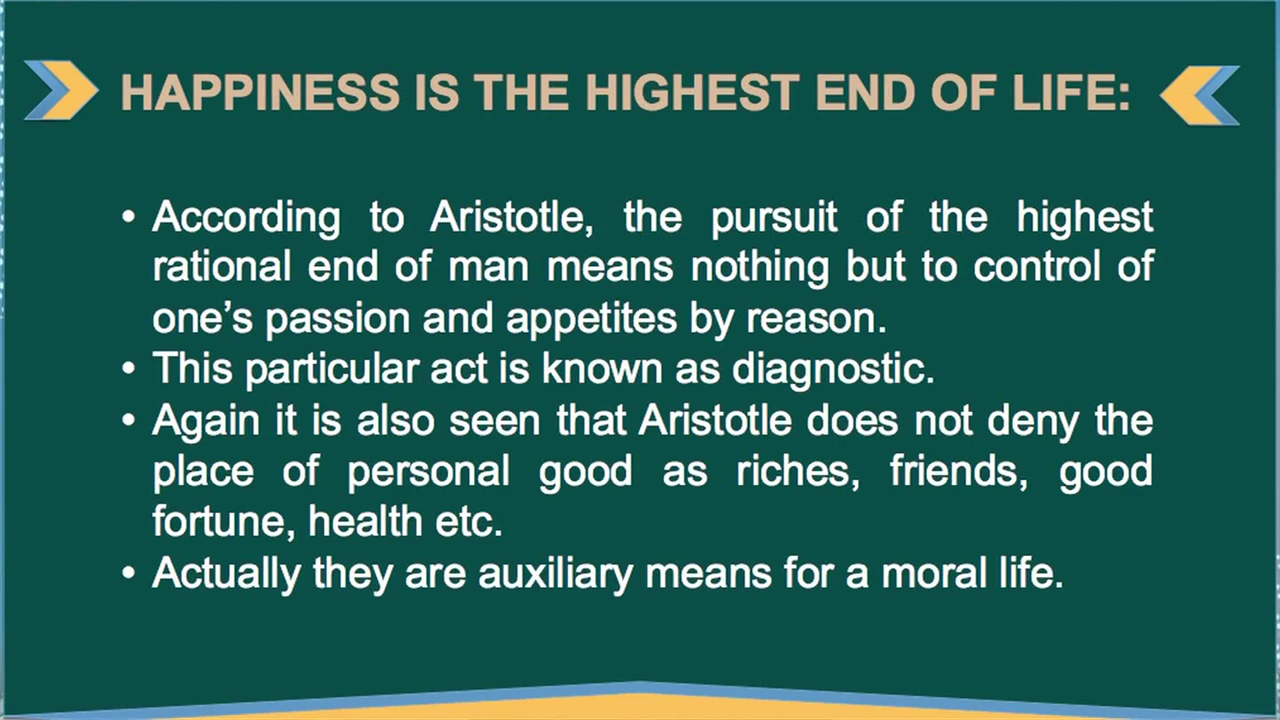 HAPPINESS IS THE HIGHEST END OF LIFE:
• According to Aristotle, the pursuit of the highest
rational end of man means nothing but to control of
one’s passion and appetites by reason.
• This particular act is known as diagnostic.
• Again it is also seen that Aristotle does not deny the
place of personal good as riches, friends, good
fortune, health etc.
• Actually they are auxiliary means for a moral life.